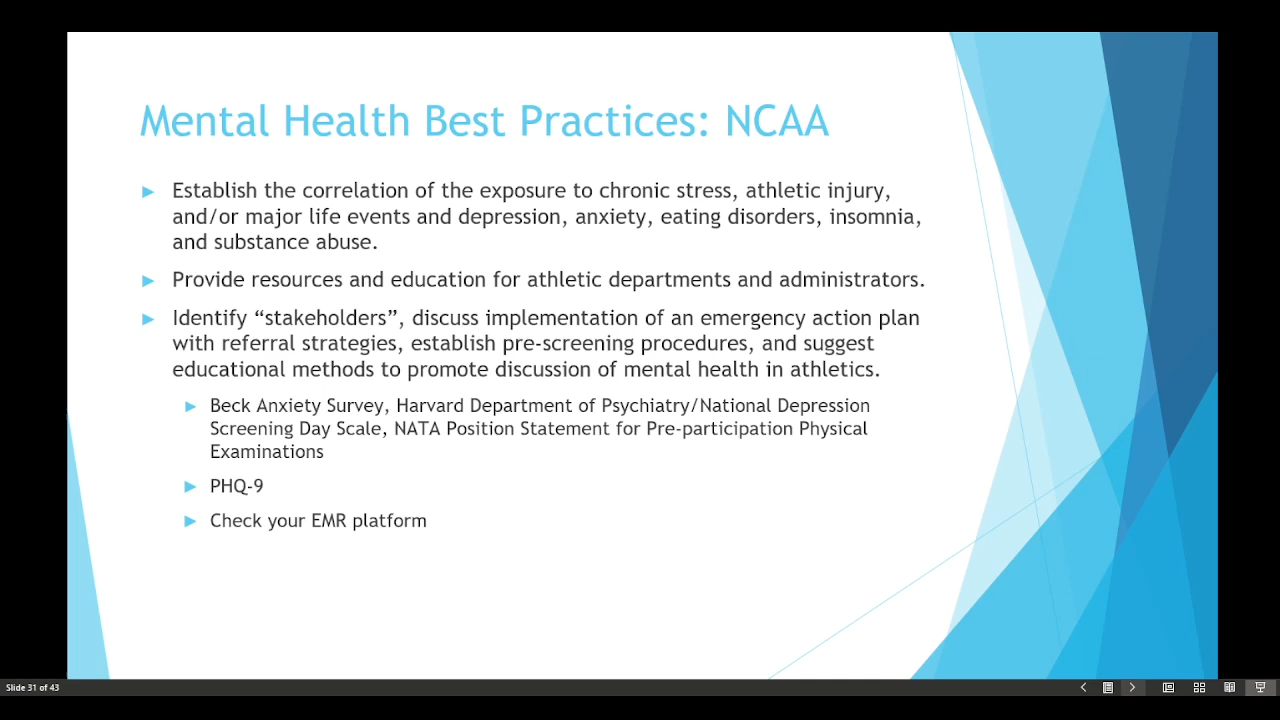 Mental Health Best Practices: NCAA
Establish the correlation of the exposure to chronic stress, athletic injury,
and/or major life events and depression, anxiety, eating disorders, insomnia,
and substance abuse.
Provide resources and education for athletic departments and administrators.
Identify “stakeholders”, discuss implementation of an emergency action plan
with referral strategies, establish pre-screening procedures, and suggest
educational methods to promote discussion of mental health in athletics.
Beck Anxiety Survey, Harvard Department of Psychiatry/National Depression
Screening Day Scale, NATA Position Statement for Pre-participation Physical
Examinations
PHQ-9
Check your EMR platform
Slide 31 of 43